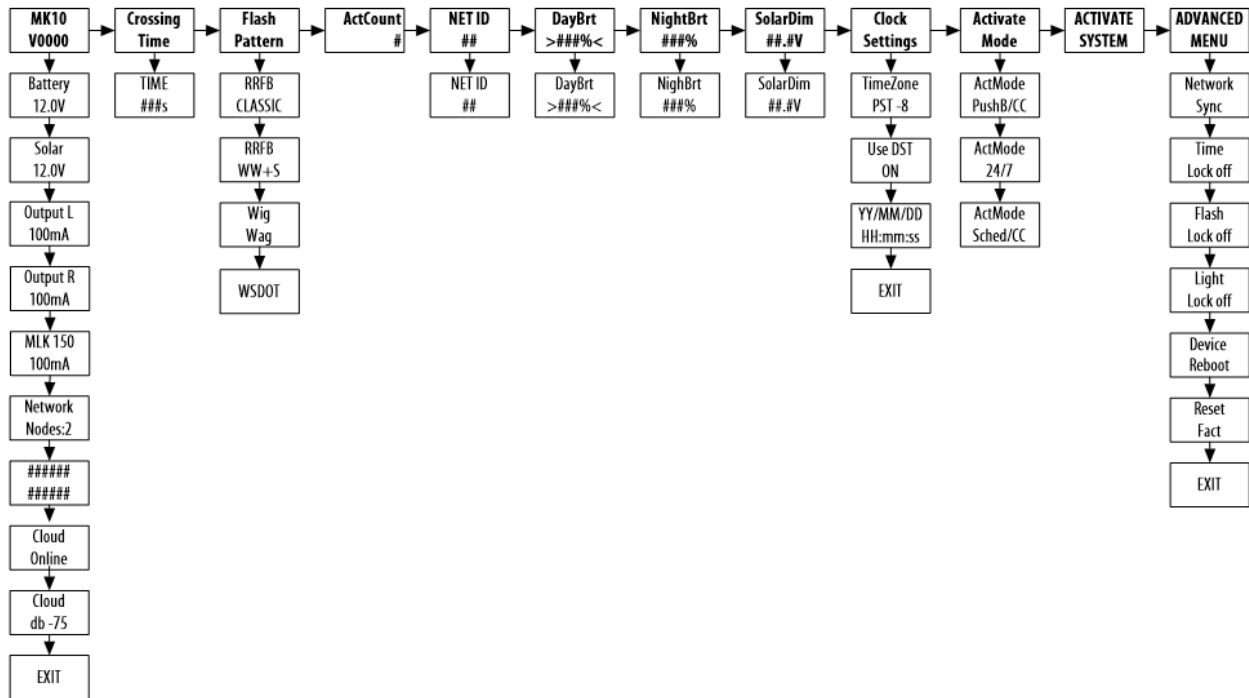 MK10
V0000
Crossing
Time
Flash
Pattern
ActCount
#
NET ID
##
DayBrt
>###%<
NightBrt
###%
SolarDim
##.#V
Clock
Settings
Activate
Mode
ACTIVATE
SYSTEM
ADVANCED
MENU
Battery
12.0V
Solar
12.0V
Output L
100mA
Output R
100mA
MLK 150
100mA
Network
Nodes:2
######
######
Cloud
Online
Cloud
db -75
EXIT
TIME
###s
RRFB
CLASSIC
RRFB
WW+S
Wig
Wag
WSDOT
NET ID
##
DayBrt
>###%<
NighBrt
###%
SolarDim
##.#V
TimeZone
PST -8
Use DST
ON
YY/MM/DD
HH:mm:ss
EXIT
ActMode
PushB/CC
ActMode
24/7
ActMode
Sched/CC
Network
Sync
Time
Lock off
Flash
Lock off
Light
Lock off
Device
Reboot
Reset
Fact
EXIT